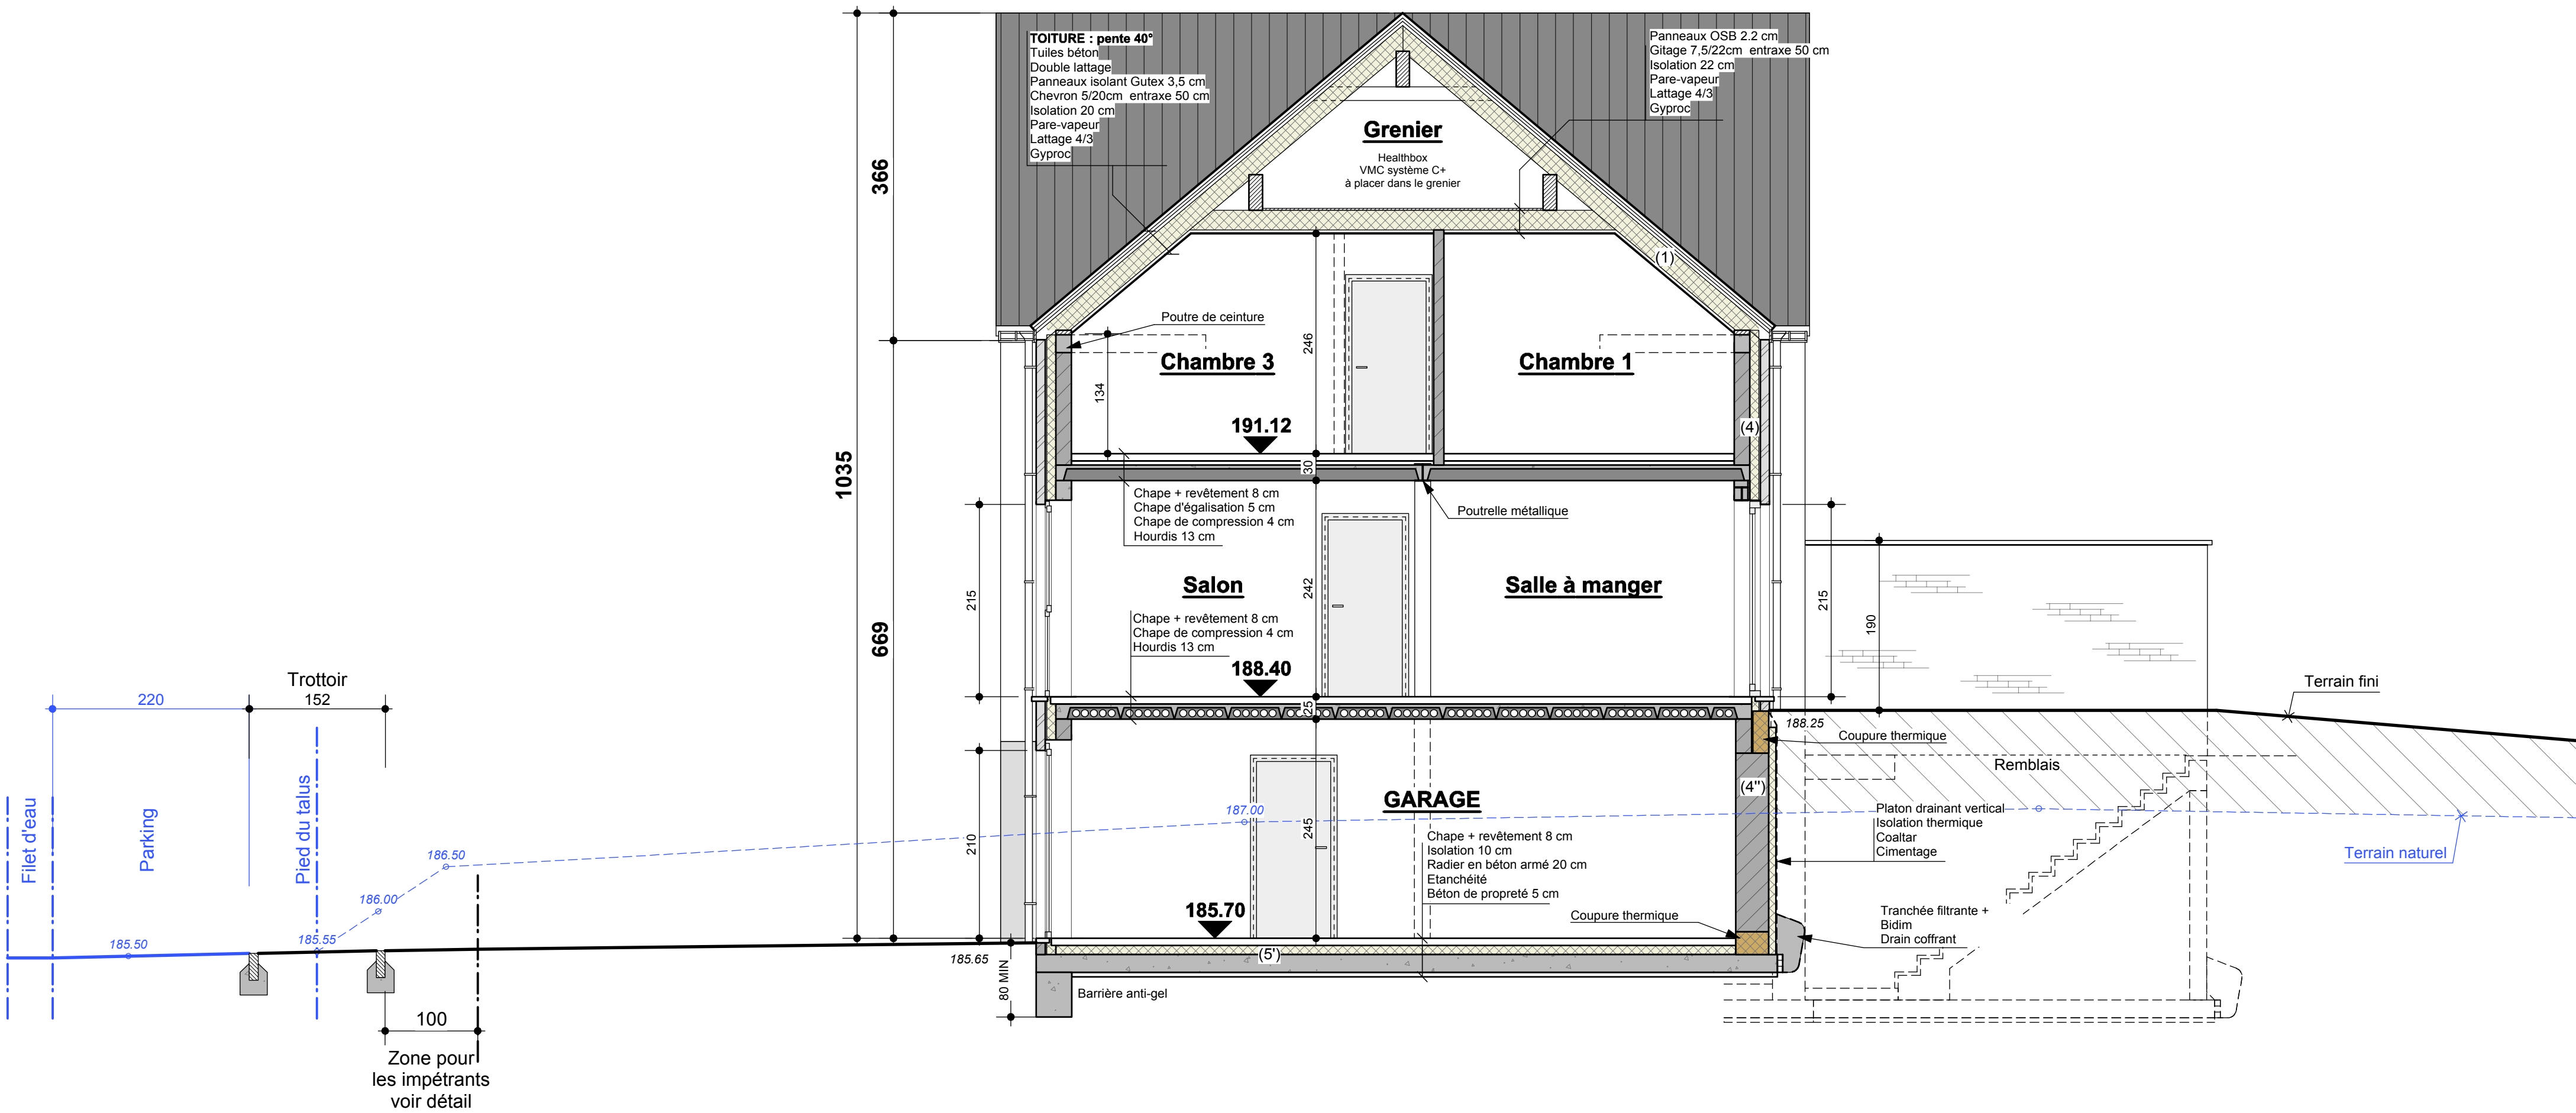 TOITURE : pente 40°
Tuiles béton
Double lattage
Panneaux isolant Gutex 3,5 cm
Chevron 5/20cm entraxe 50 cm
Isolation 20 cm
Pare-vapeur
Lattage 4/3
Gyproc
Panneaux OSB 2.2 cm
Gitage 7,5/22cm entraxe 50 cm
Isolation 22 cm
Pare-vapeur
Lattage 4/3
Gyproc
Grenier
Healthbox
VMC système C+
à placer dans le grenier
366
(1)
Poutre de ceinture
246
Chambre 3
Chambre 1
134
191.12
(4)
30
1035
Chape + revêtement 8 cm
Chape d'égalisation 5 cm
Chape de compression 4 cm
Hourdis 13 cm
Poutrelle métallique
Salon
242
Salle à manger
215
215
190
669
Chape + revêtement 8 cm
Chape de compression 4 cm
Hourdis 13 cm
188.40
25
188.25
Coupure thermique
Terrain fini
Remblais
Trottoir
220
152
Filet d'eau
Parking
Pied du talus
187.00
GARAGE
(4")
245
210
Platon drainant vertical
Isolation thermique
Coaltar
Cimentage
Terrain naturel
186.50
186.00
185.55
185.50
Chape + revêtement 8 cm
Isolation 10 cm
Radier en béton armé 20 cm
Etanchéité
Béton de propreté 5 cm
185.70
Coupure thermique
Tranchée filtrante +
Bidim
Drain coffrant
185.65
(5')
80 MIN
Barrière anti-gel
100
Zone pour
les impétrants
voir détail